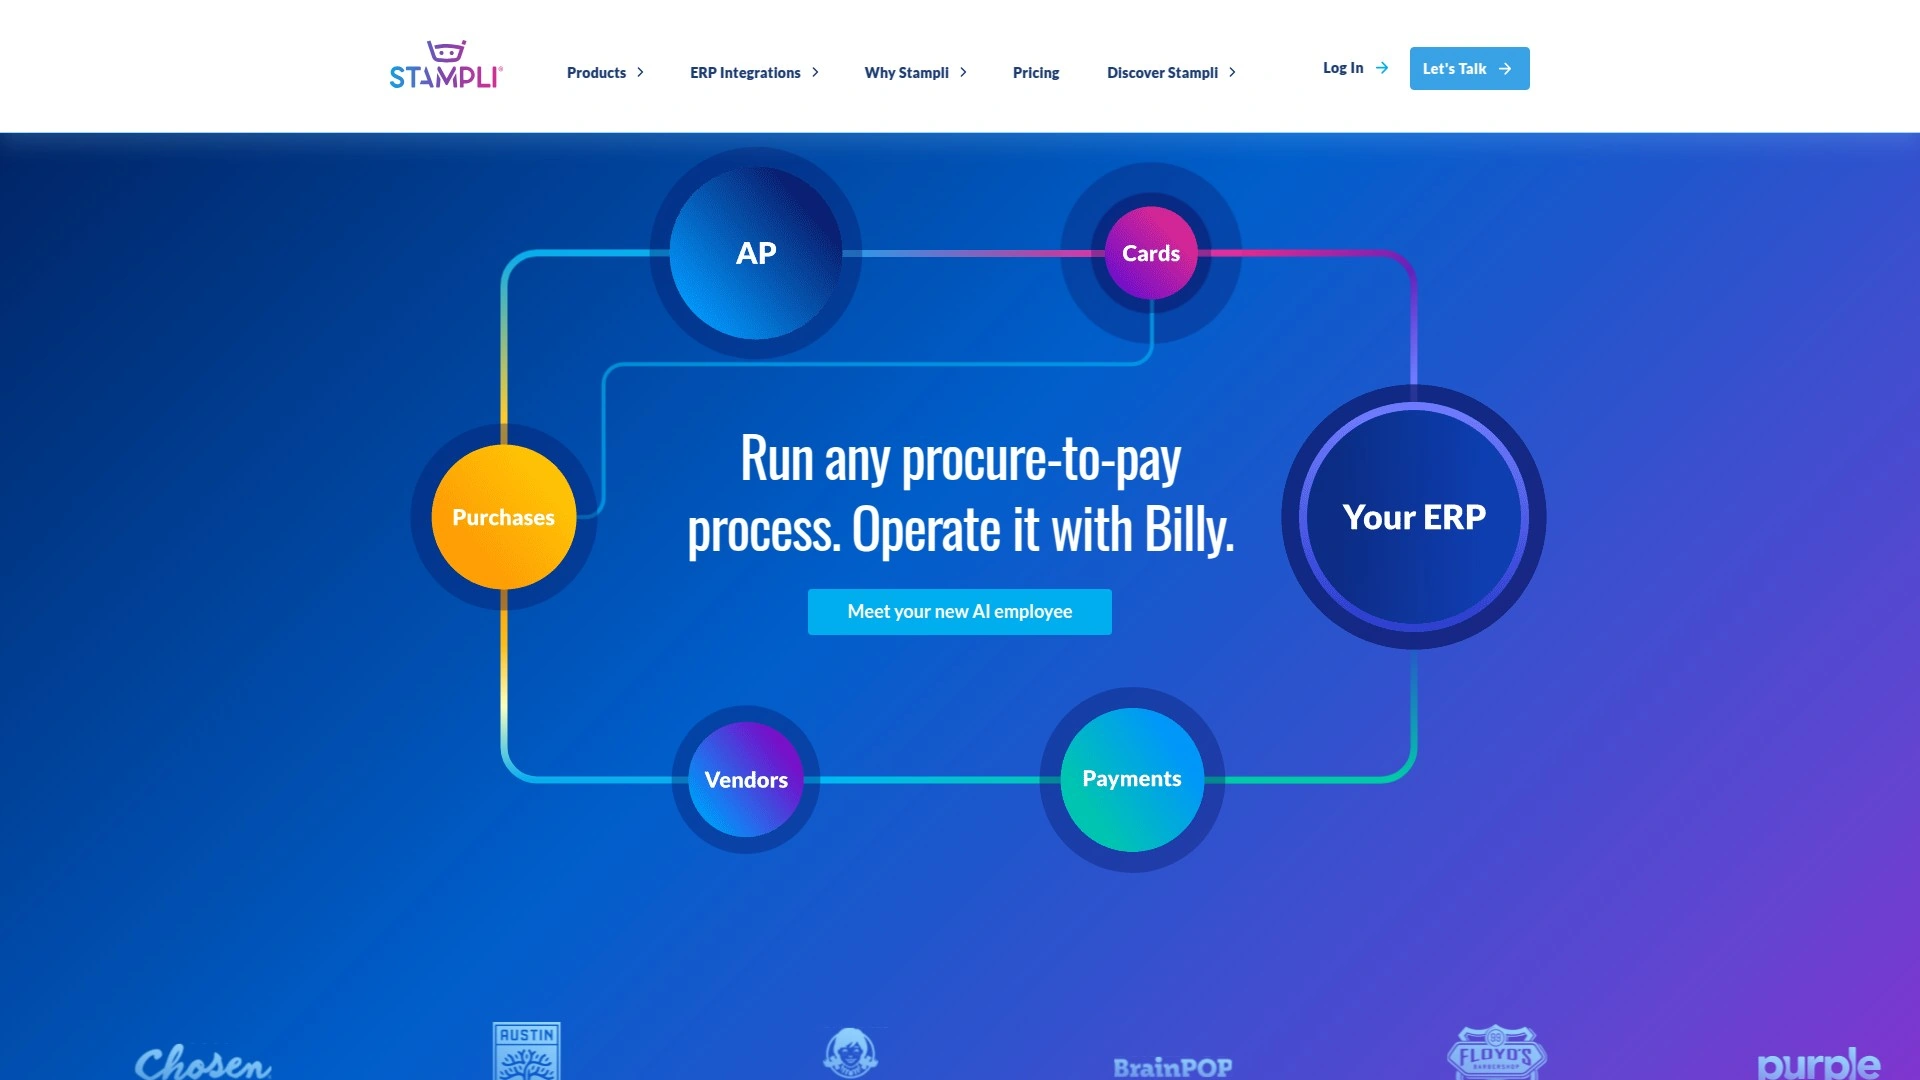 STAMPLI®
Products
ERP Integrations
Why Stampli
Pricing
Discover Stampli
Log In
Let's Talk
AP
Cards
Run any procure-to-pay
process. Operate it with Billy.
Purchases
Your ERP
Meet your new AI employee
Vendors
Payments
Chosen
AUSTIN
BrainPOP
99
FLOYD'S
BARBERSHOP
purple